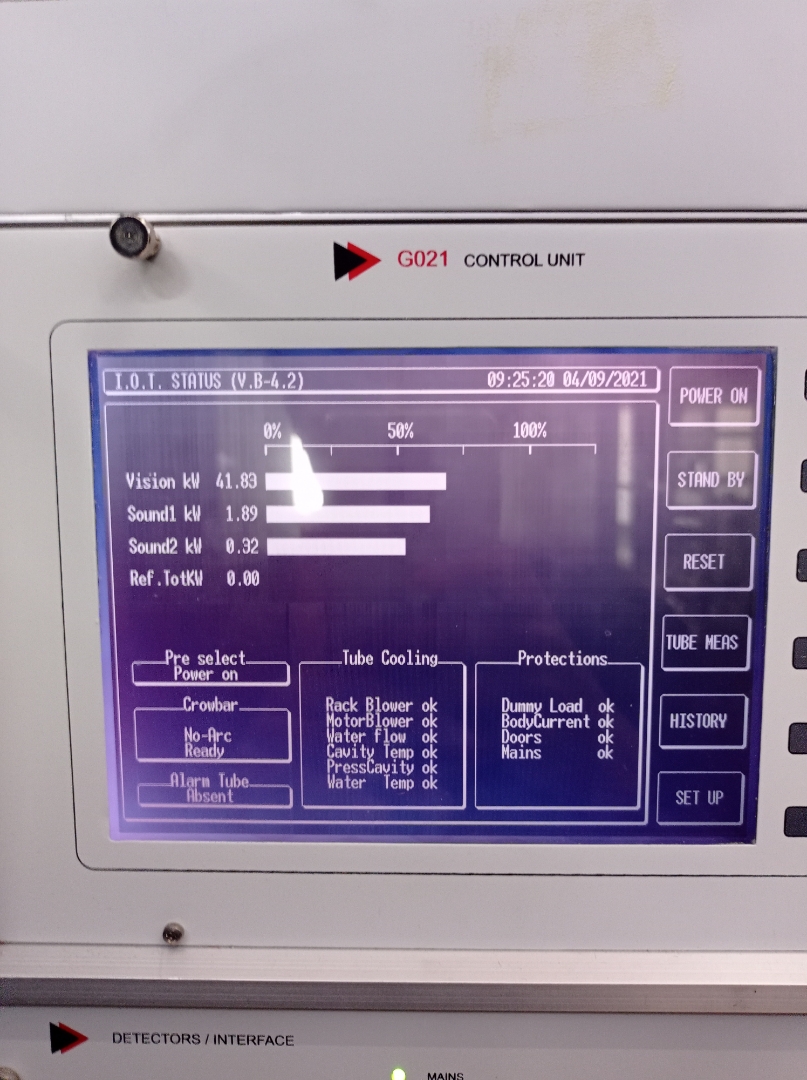 G021 CONTROL UNIT
I.O.T. STATUS (V.B-4.2) 09:25:20 04/09/2021
POWER ON
0% 50% 100%
Vision kW 41.83
STAND BY
Sound1 kW 1.89
Sound2 kW 0.32
RESET
Ref.TotKW 0.00
TUBE MEAS
Pre select
Power on
Tube Cooling
Protections
Crowbar
No-Arc
Ready
Rack Blower ok
MotorBlower ok
Water flow ok
Cavity Temp ok
PressCavity ok
Water Temp ok
Dummy Load ok
BodyCurrent ok
Doors ok
Mains ok
HISTORY
Alarm Tube
Absent
SET UP
DETECTORS / INTERFACE
MAINS